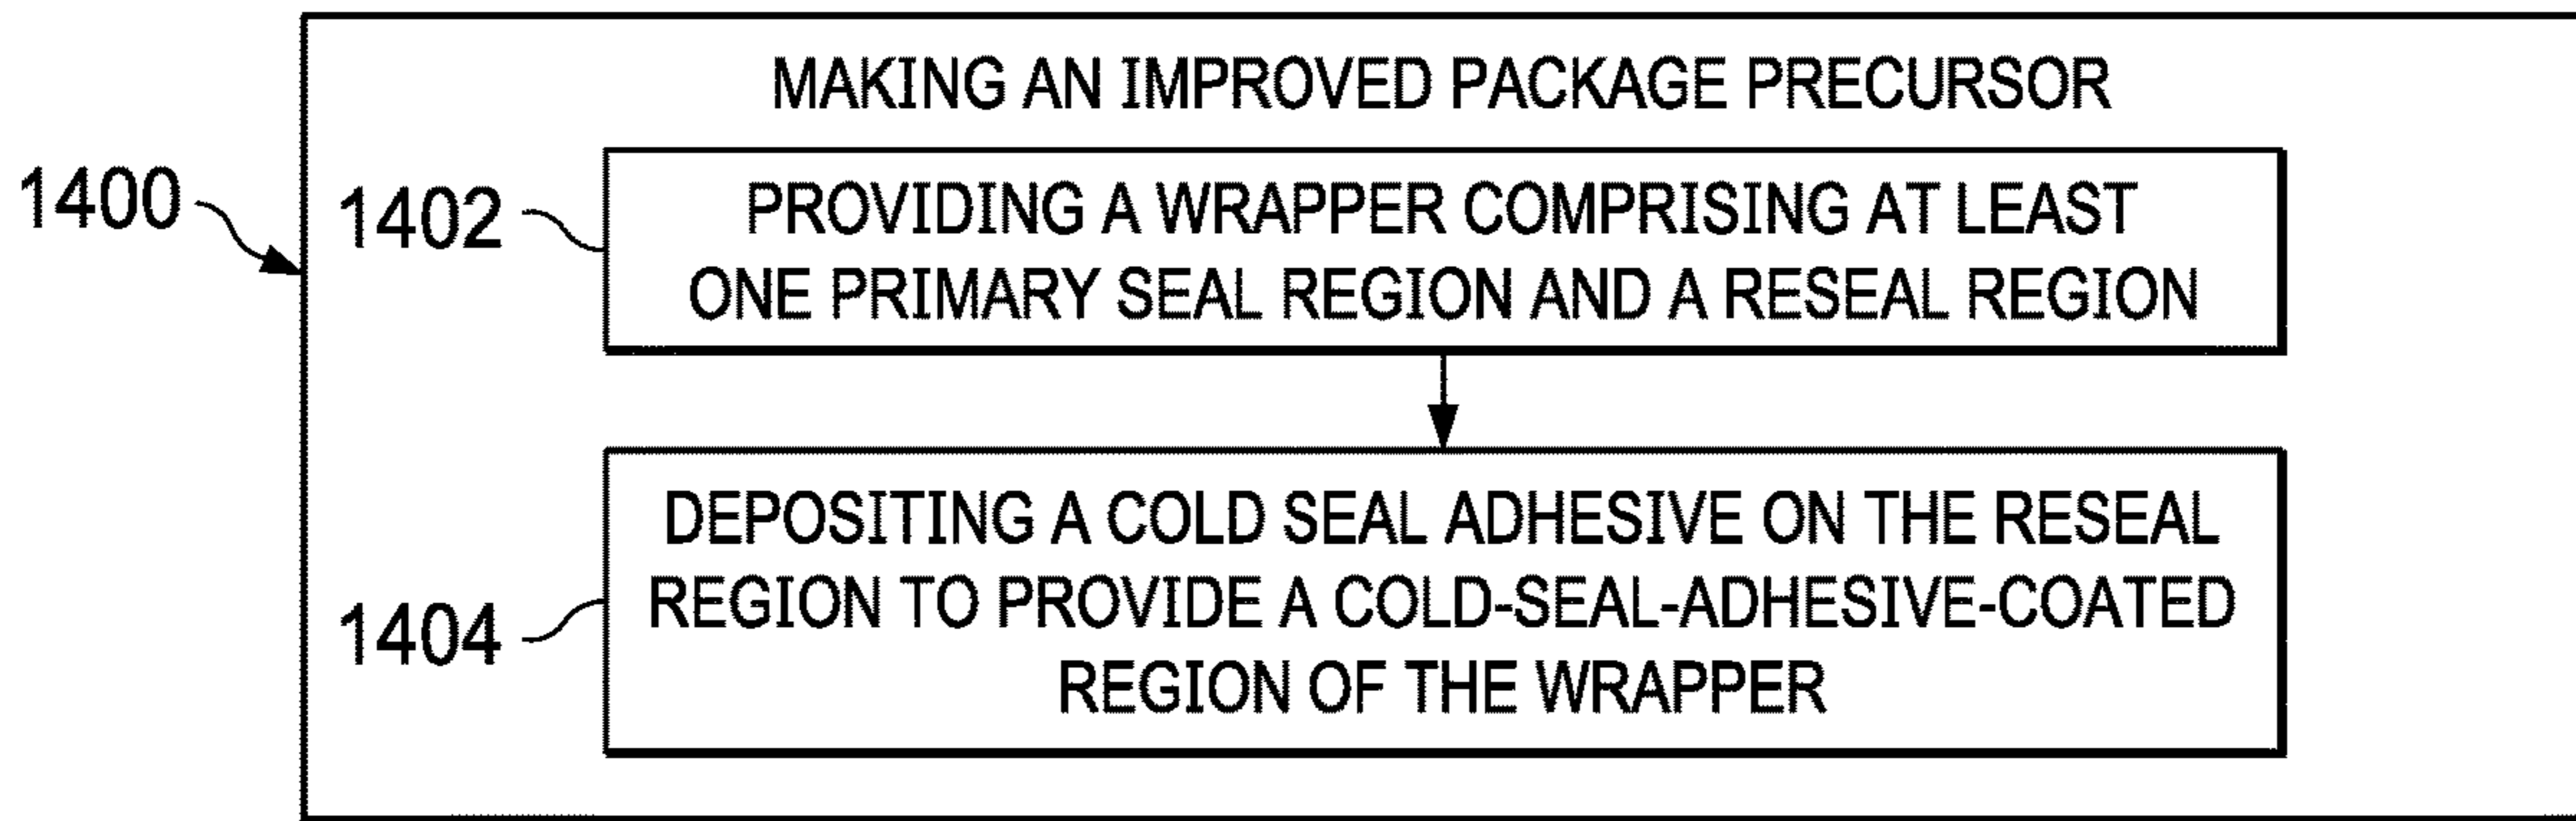 MAKING AN IMPROVED PACKAGE PRECURSOR
1400
1402
PROVIDING A WRAPPER COMPRISING AT LEAST
ONE PRIMARY SEAL REGION AND A RESEAL REGION
DEPOSITING A COLD SEAL ADHESIVE ON THE RESEAL
REGION TO PROVIDE A COLD-SEAL-ADHESIVE-COATED
1404
REGION OF THE WRAPPER